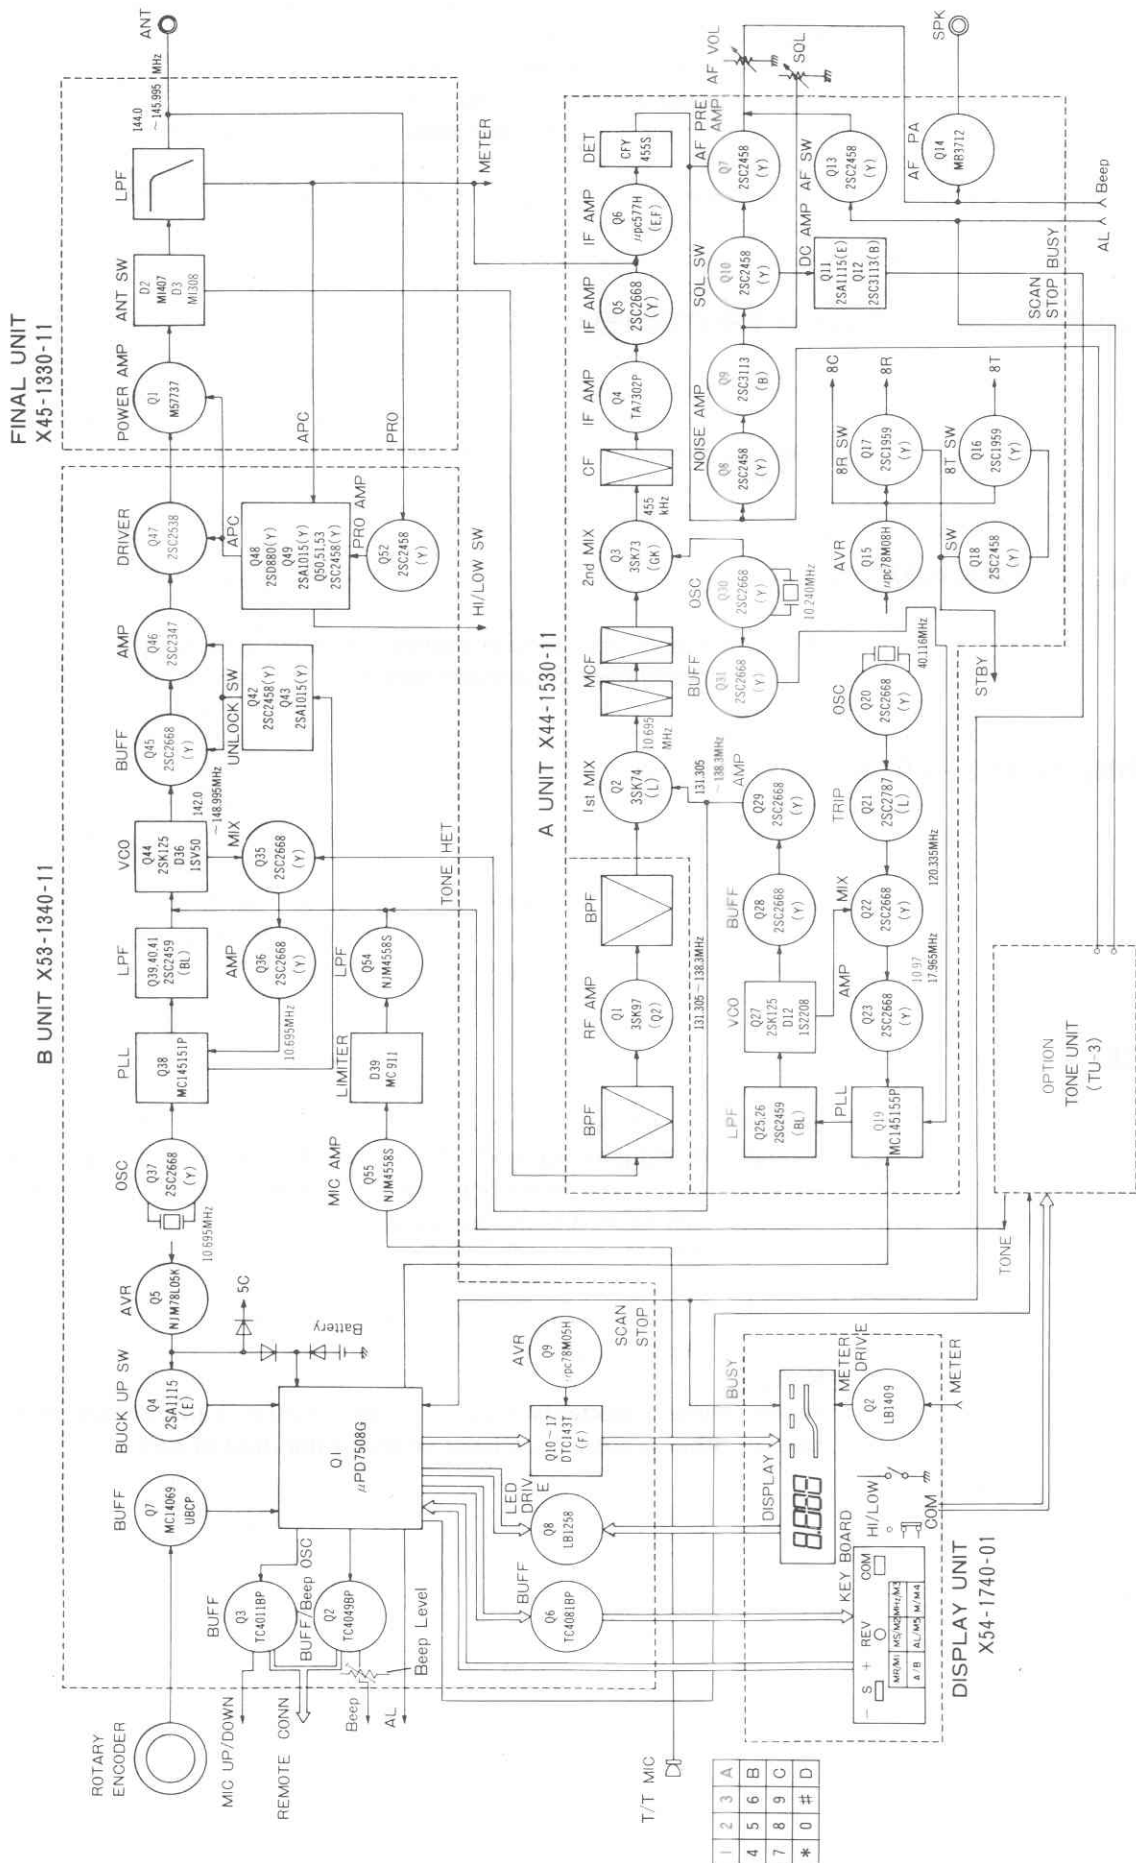 FINAL UNIT
X45-1330-11
ANT
144.0
~145.995 MHz
LPF
ANT SW
D2
MI407
D3
MI308
POWER AMP
Q1
M57737
APC
PRO
METER
B UNIT X53-1340-11
DRIVER
Q47
2SC2538
AMP
Q46
2SC2347
BUFF
Q45
2SC2668
(Y)
VCO
Q44
2SK125
D36
1SV50
142.0
~148.995MHz
LPF
Q39,40,41
2SC2459
(BL)
PLL
Q38
MC145151P
OSC
Q37
2SC2668
(Y)
10.695MHz
APC
Q48
2SD880(Y)
Q49
2SA1015(Y)
Q50,51,53
2SC2458(Y)
PRO AMP
Q52
2SC2458
(Y)
HI/LOW SW
UNLOCK SW
Q42
2SC2458(Y)
Q43
2SA1015(Y)
MIX
Q35
2SC2668
(Y)
AMP
Q36
2SC2668
(Y)
10.695MHz
TONE HET
LPF
Q54
NJM4558S
LIMITER
D39
MC911
MIC AMP
Q55
NJM4558S
AVR
Q5
NJM78L05K
5C
Battery
BUCK UP SW
Q4
2SA1115
(E)
BUFF
Q7
MC14069
UBCP
ROTARY
ENCODER
Q1
μPD7508G
AVR
Q9
μpc78M05H
SCAN
STOP
Q10~17
DTC143T
(F)
LED
DRIVE
Q8
LB1258
BUFF
Q6
TC4081BP
BUFF
Q3
TC4011BP
BUFF/Beep OSC
Q2
TC4049BP
Beep Level
MIC UP/DOWN
REMOTE CONN
Beep
AL
T/T MIC
1 2 3 A
4 5 6 B
7 8 9 C
* 0 # D
A UNIT X44-1530-11
BPF
RF AMP
Q1
3SK97
(Q2)
BPF
131.305~138.3MHz
1st MIX
Q2
3SK74
(L)
10.695
MHz
MCF
2nd MIX
Q3
3SK73
(GK)
455
kHz
CF
IF AMP
Q4
TA7302P
IF AMP
Q5
2SC2668
(Y)
IF AMP
Q6
μpc577H
(E,F)
DET
CFY
455S
AF PRE
AMP
Q7
2SC2458
(Y)
AF VOL
SQL
SQL SW
Q10
2SC2458
(Y)
NOISE AMP
Q9
2SC3113
(B)
Q8
2SC2458
(Y)
AF SW
Q13
2SC2458
(Y)
DC AMP
Q11
2SA1115(E)
Q12
2SC3113(B)
AF PA
Q14
MB3712
SPK
Beep
AL
BUSY
SCAN
STOP
OSC
Q30
2SC2668
(Y)
10.240MHz
BUFF
Q31
2SC2668
(Y)
8C
8R
8T
8R SW
Q17
2SC1959
(Y)
8T SW
Q16
2SC1959
(Y)
AVR
Q15
μpc78M08H
SW
Q18
2SC2458
(Y)
STBY
131.305
~138.3MHz
AMP
Q29
2SC2668
(Y)
BUFF
Q28
2SC2668
(Y)
VCO
Q27
2SK125
D12
1S2208
LPF
Q25,26
2SC2459
(BL)
OSC
Q20
2SC2668
(Y)
40.116MHz
TRIP
Q21
2SC2787
(L)
120.335MHz
MIX
Q22
2SC2668
(Y)
10.97
17.965MHz
AMP
Q23
2SC2668
(Y)
PLL
Q19
MC145155P
OPTION
TONE UNIT
(TU-3)
TONE
BUSY
DISPLAY
METER
DRIVE
Q2
LB1409
METER
8.888
KEY BOARD
HI/LOW
COM
- S + REV COM
MR/M1 MS/M2 MHz/M3
A/B AL/M5 M/M4
DISPLAY UNIT
X54-1740-01